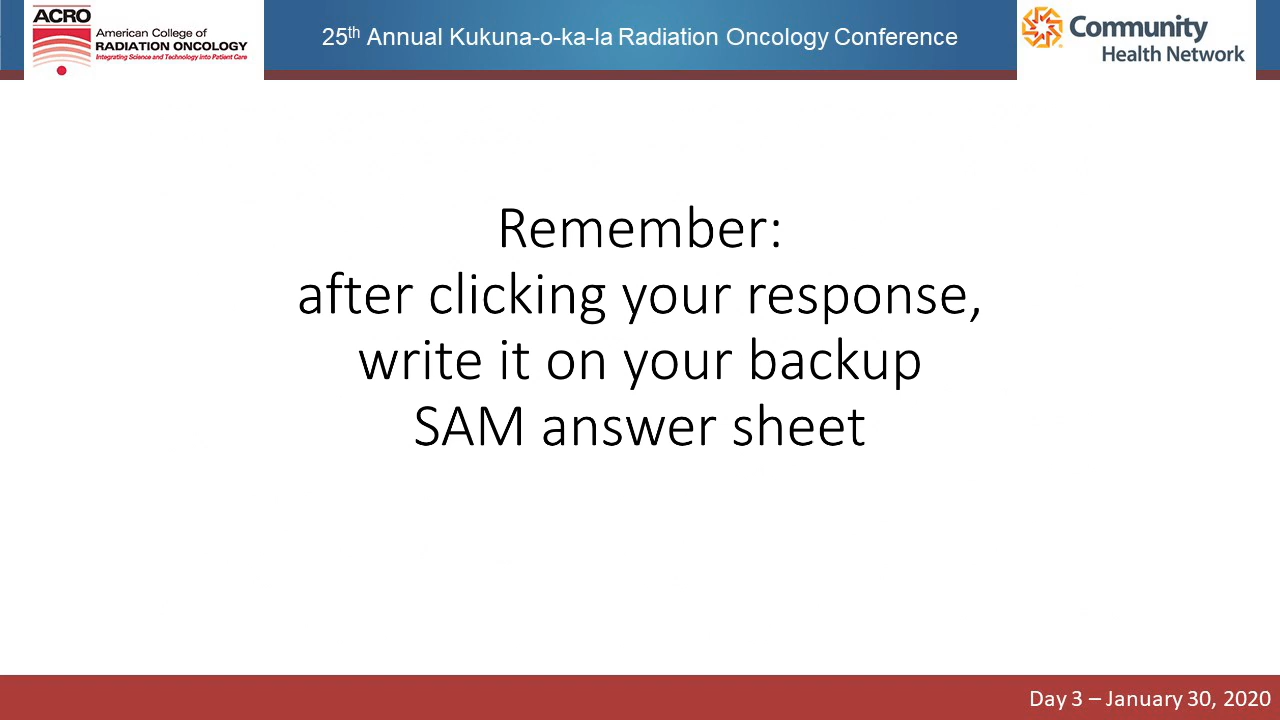 ACRO
American College of
RADIATION ONCOLOGY
Integrating Science and Technology into Patient Care
25th Annual Kukuna-o-ka-la Radiation Oncology Conference
Community
Health Network
Remember:
after clicking your response,
write it on your backup
SAM answer sheet
Day 3 – January 30, 2020